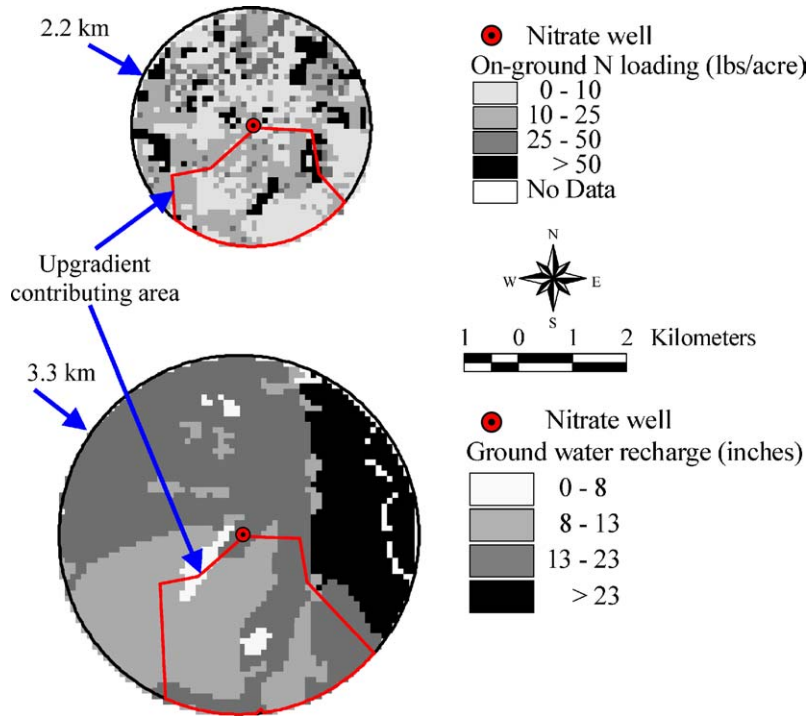 2.2 km
Nitrate well
On-ground N loading (lbs/acre)
0 - 10
10 - 25
25 - 50
> 50
No Data
Upgradient
contributing area
N
W E
S
1 0 1 2 Kilometers
3.3 km
Nitrate well
Ground water recharge (inches)
0 - 8
8 - 13
13 - 23
> 23